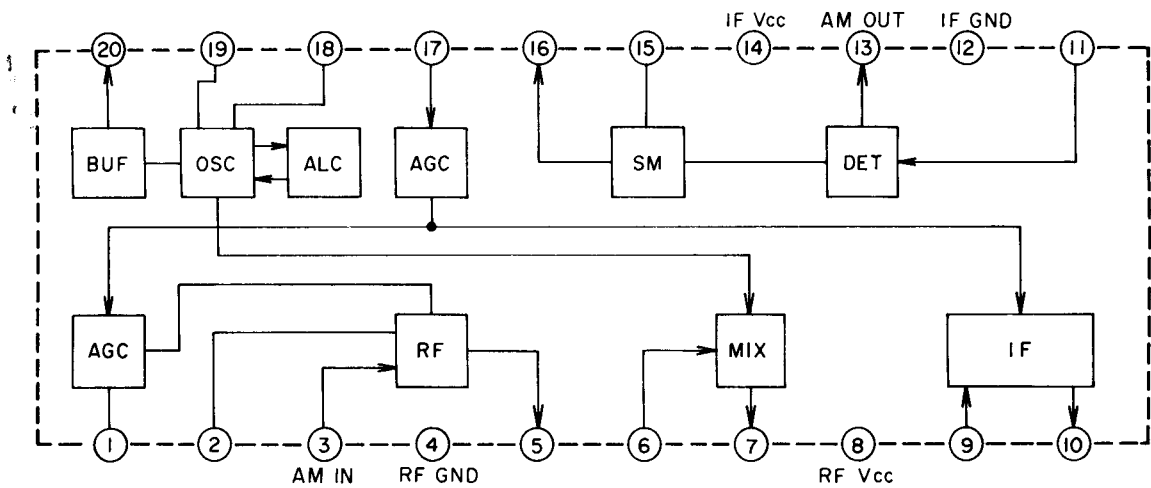 IF Vcc AM OUT IF GND
20 19 18 17 16 15 14 13 12 11
BUF OSC ALC AGC SM DET
AGC RF MIX IF
1 2 3 4 5 6 7 8 9 10
AM IN RF GND RF Vcc